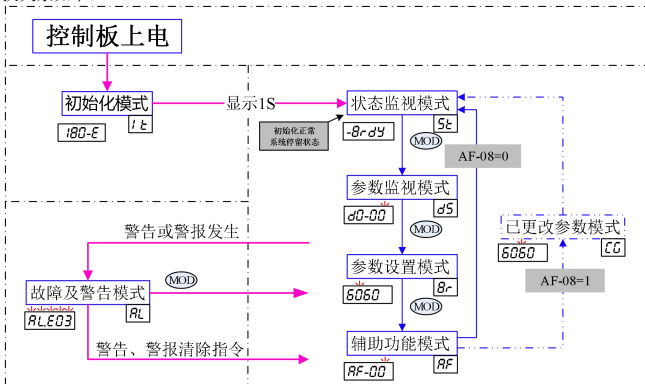 控制板上电
初始化模式
1t
180-E
显示1S
状态监视模式
St
-8rdy
初始化正常
系统停留状态
MOD
AF-08=0
参数监视模式
d0-00
dS
MOD
已更改参数模式
6060
CG
警告或警报发生
参数设置模式
6060
8r
MOD
AF-08=1
故障及警告模式
MOD
AL.E03
AL
辅助功能模式
AF-00
AF
警告、警报清除指令